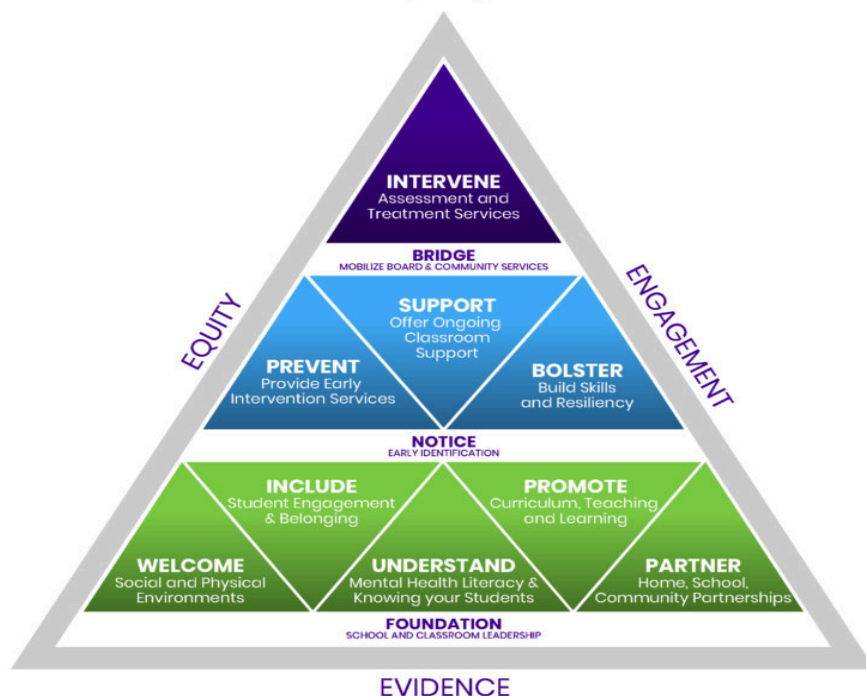 INTERVENE
Assessment and
Treatment Services
BRIDGE
MOBILIZE BOARD & COMMUNITY SERVICES
EQUITY
ENGAGEMENT
SUPPORT
Offer Ongoing
Classroom
Support
PREVENT
Provide Early
Intervention Services
BOLSTER
Build Skills
and Resiliency
NOTICE
EARLY IDENTIFICATION
INCLUDE
Student Engagement
& Belonging
PROMOTE
Curriculum, Teaching
and Learning
WELCOME
Social and Physical
Environments
UNDERSTAND
Mental Health Literacy &
Knowing your Students
PARTNER
Home, School,
Community Partnerships
FOUNDATION
SCHOOL AND CLASSROOM LEADERSHIP
EVIDENCE